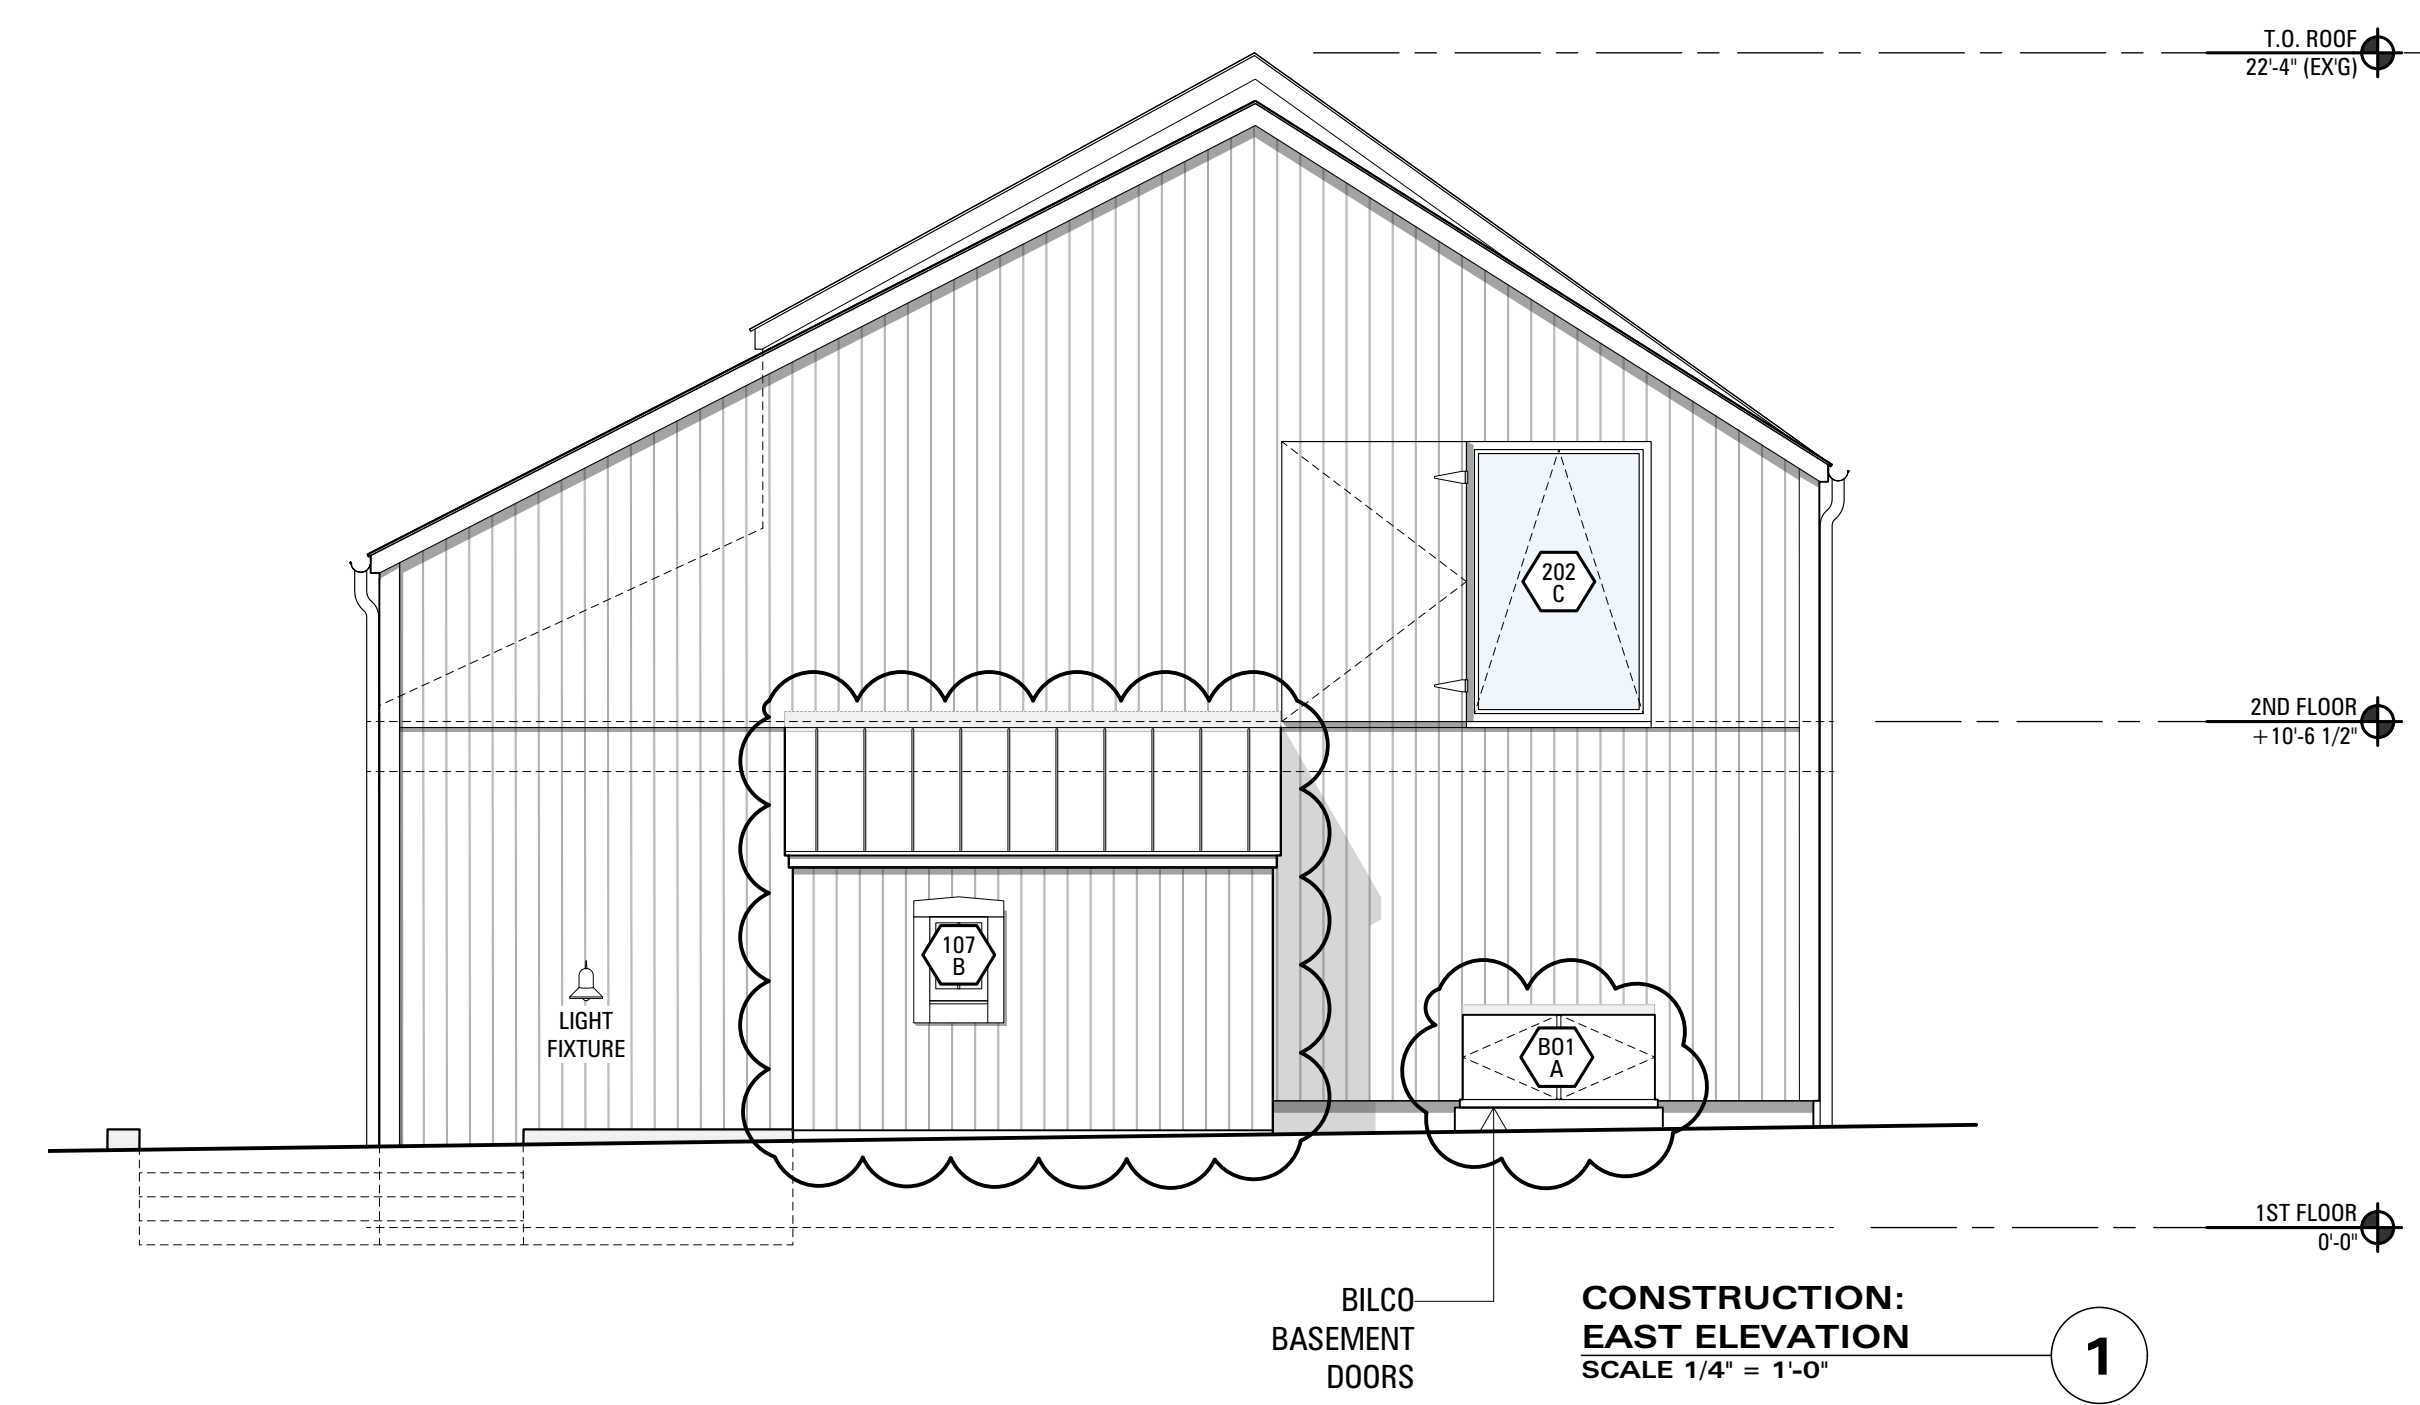 T.O. ROOF
22'-4" (EX'G)
202
C
2ND FLOOR
+10'-6 1/2"
107
B
LIGHT
FIXTURE
B01
A
1ST FLOOR
0'-0"
BILCO
BASEMENT
DOORS
CONSTRUCTION:
EAST ELEVATION
SCALE 1/4" = 1'-0"
1